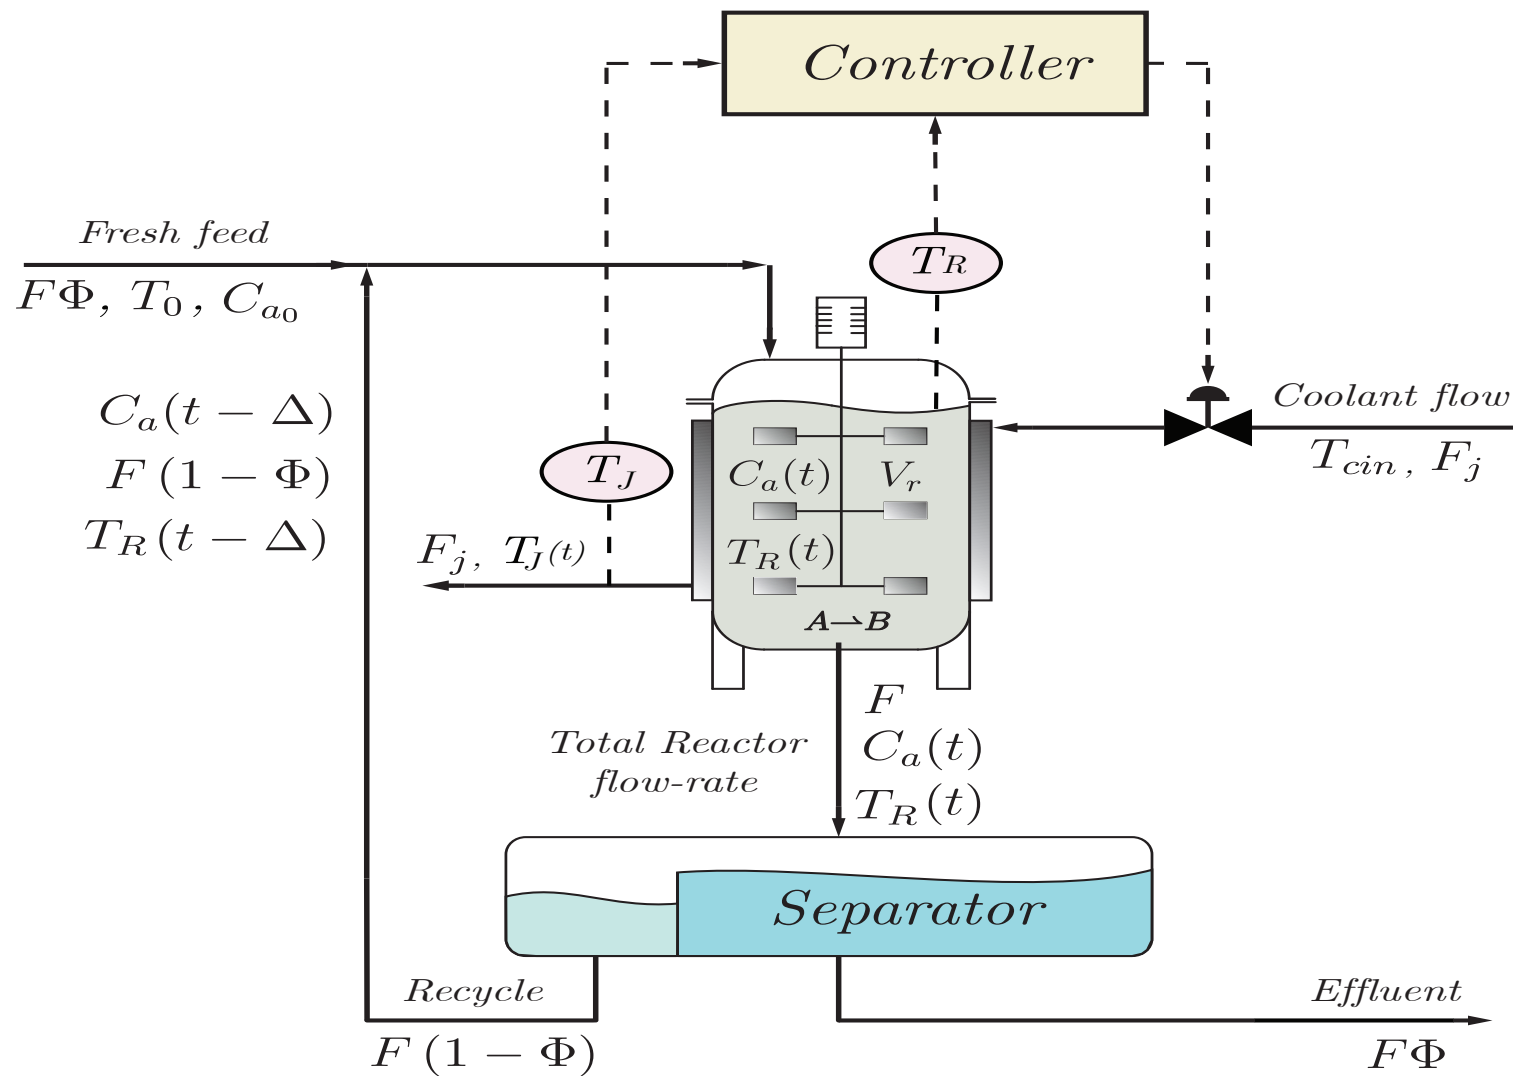 Controller
Fresh feed
FΦ, T₀, Cₐ₀
T_R
Cₐ(t − Δ)
F (1 − Φ)
T_R(t − Δ)
Coolant flow
T_cin, F_j
T_J
Cₐ(t) V_r
F_j, T_J(t)
T_R(t)
A⇀B
F
Cₐ(t)
T_R(t)
Total Reactor
flow-rate
Separator
Recycle
F (1 − Φ)
Effluent
FΦ